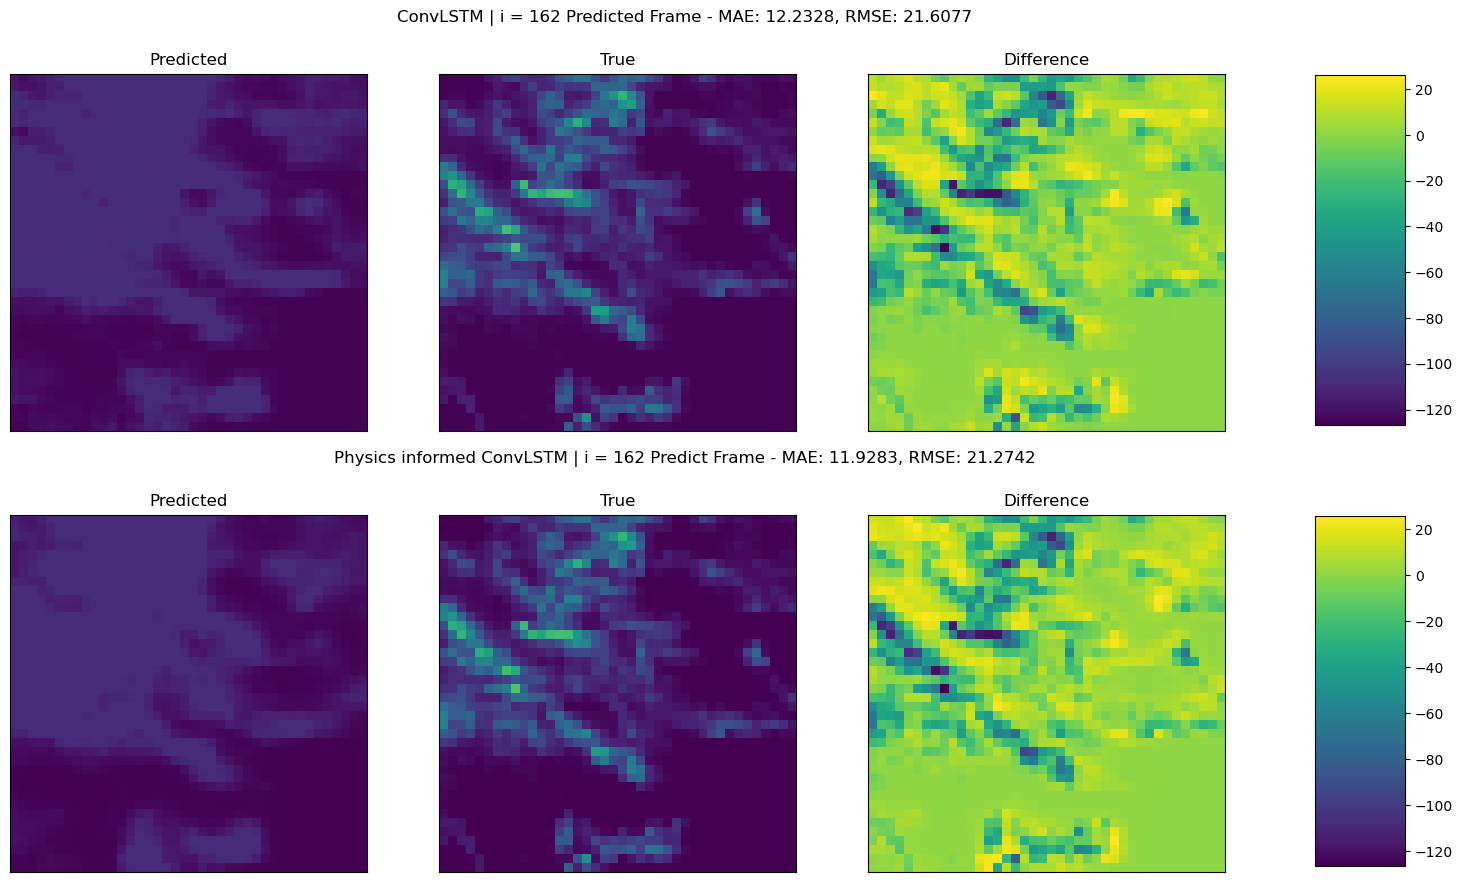 ConvLSTM | i = 162 Predicted Frame - MAE: 12.2328, RMSE: 21.6077
Predicted
True
Difference
20
0
−20
−40
−60
−80
−100
−120
Physics informed ConvLSTM | i = 162 Predict Frame - MAE: 11.9283, RMSE: 21.2742
Predicted
True
Difference
20
0
−20
−40
−60
−80
−100
−120